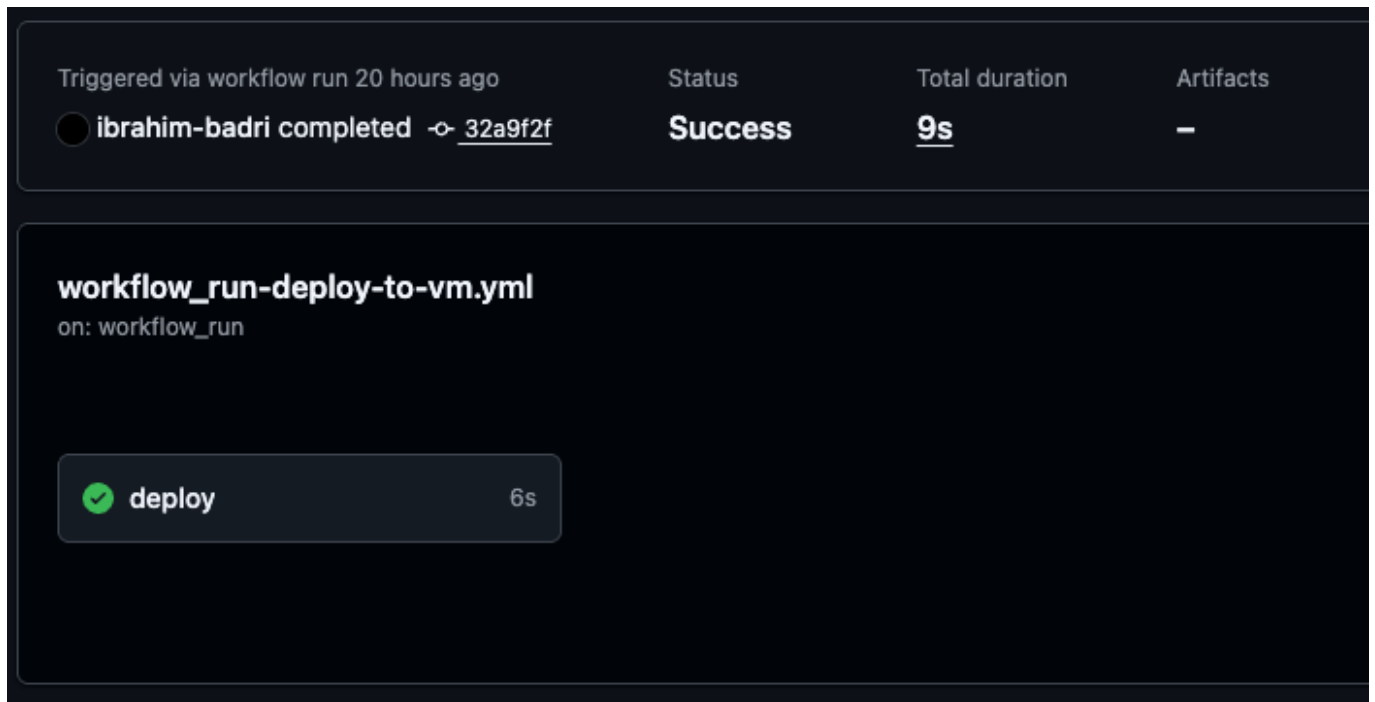 Triggered via workflow run 20 hours ago
ibrahim-badri completed 32a9f2f
Status
Success
Total duration
9s
Artifacts
–
workflow_run-deploy-to-vm.yml
on: workflow_run
deploy 6s